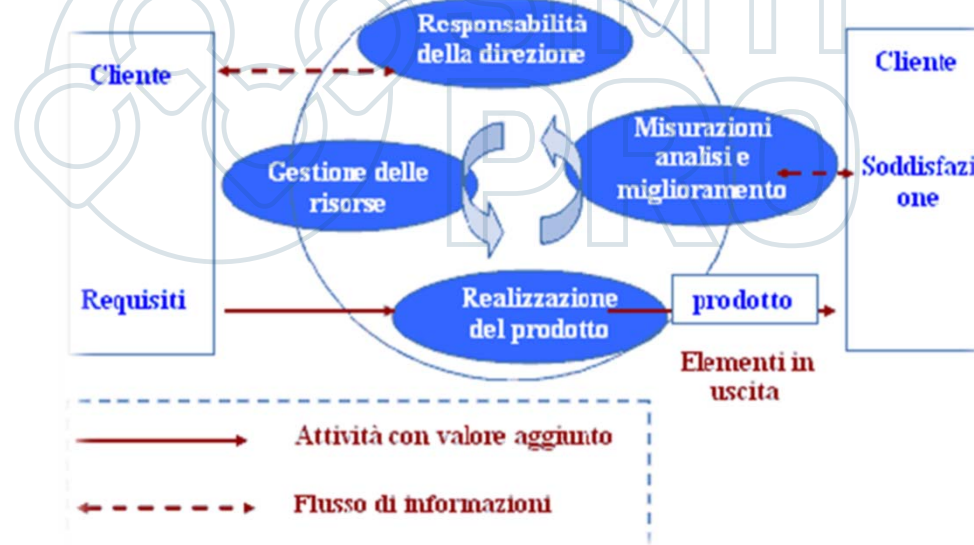 Responsabilità
della direzione
Cliente
Cliente
Misurazioni
analisi e
miglioramento
Gestione delle
risorse
Soddisfazi
one
Requisiti
Realizzazione
del prodotto
prodotto
Elementi in
uscita
Attività con valore aggiunto
Flusso di informazioni
PRO